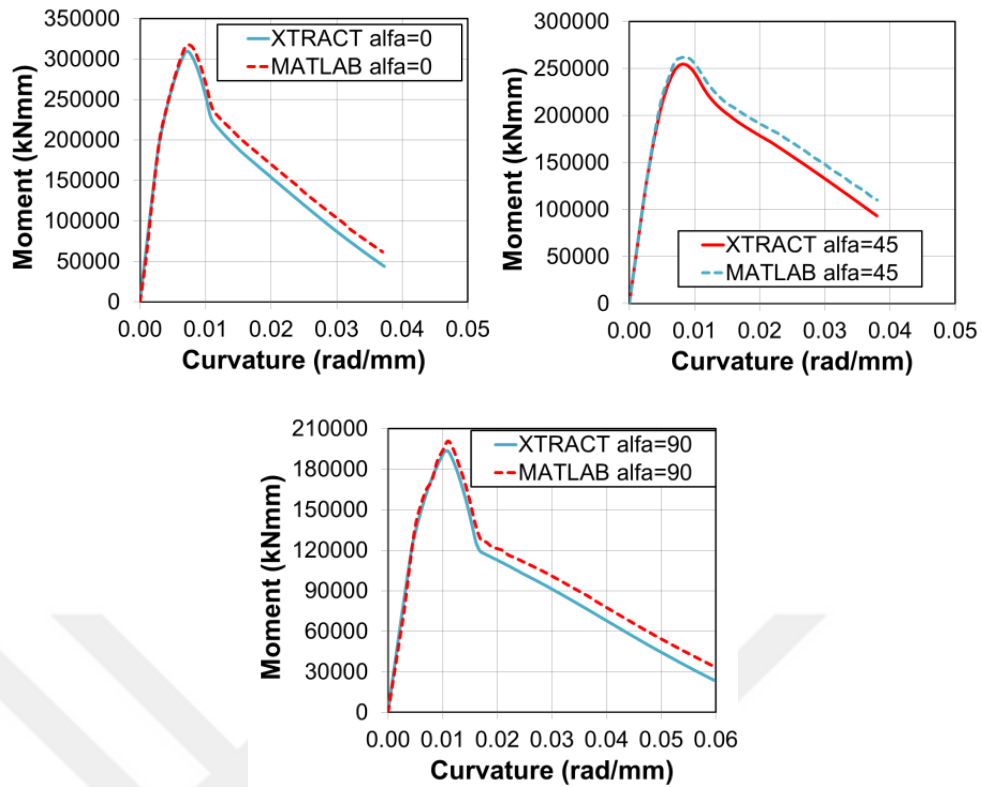 350000
300000
250000
200000
150000
100000
50000
0
Moment (kNmm)
XTRACT alfa=0
MATLAB alfa=0
0.00 0.01 0.02 0.03 0.04 0.05
Curvature (rad/mm)
300000
250000
200000
150000
100000
50000
0
Moment (kNmm)
XTRACT alfa=45
MATLAB alfa=45
0.00 0.01 0.02 0.03 0.04 0.05
Curvature (rad/mm)
210000
180000
150000
120000
90000
60000
30000
0
Moment (kNmm)
XTRACT alfa=90
MATLAB alfa=90
0.00 0.01 0.02 0.03 0.04 0.05 0.06
Curvature (rad/mm)